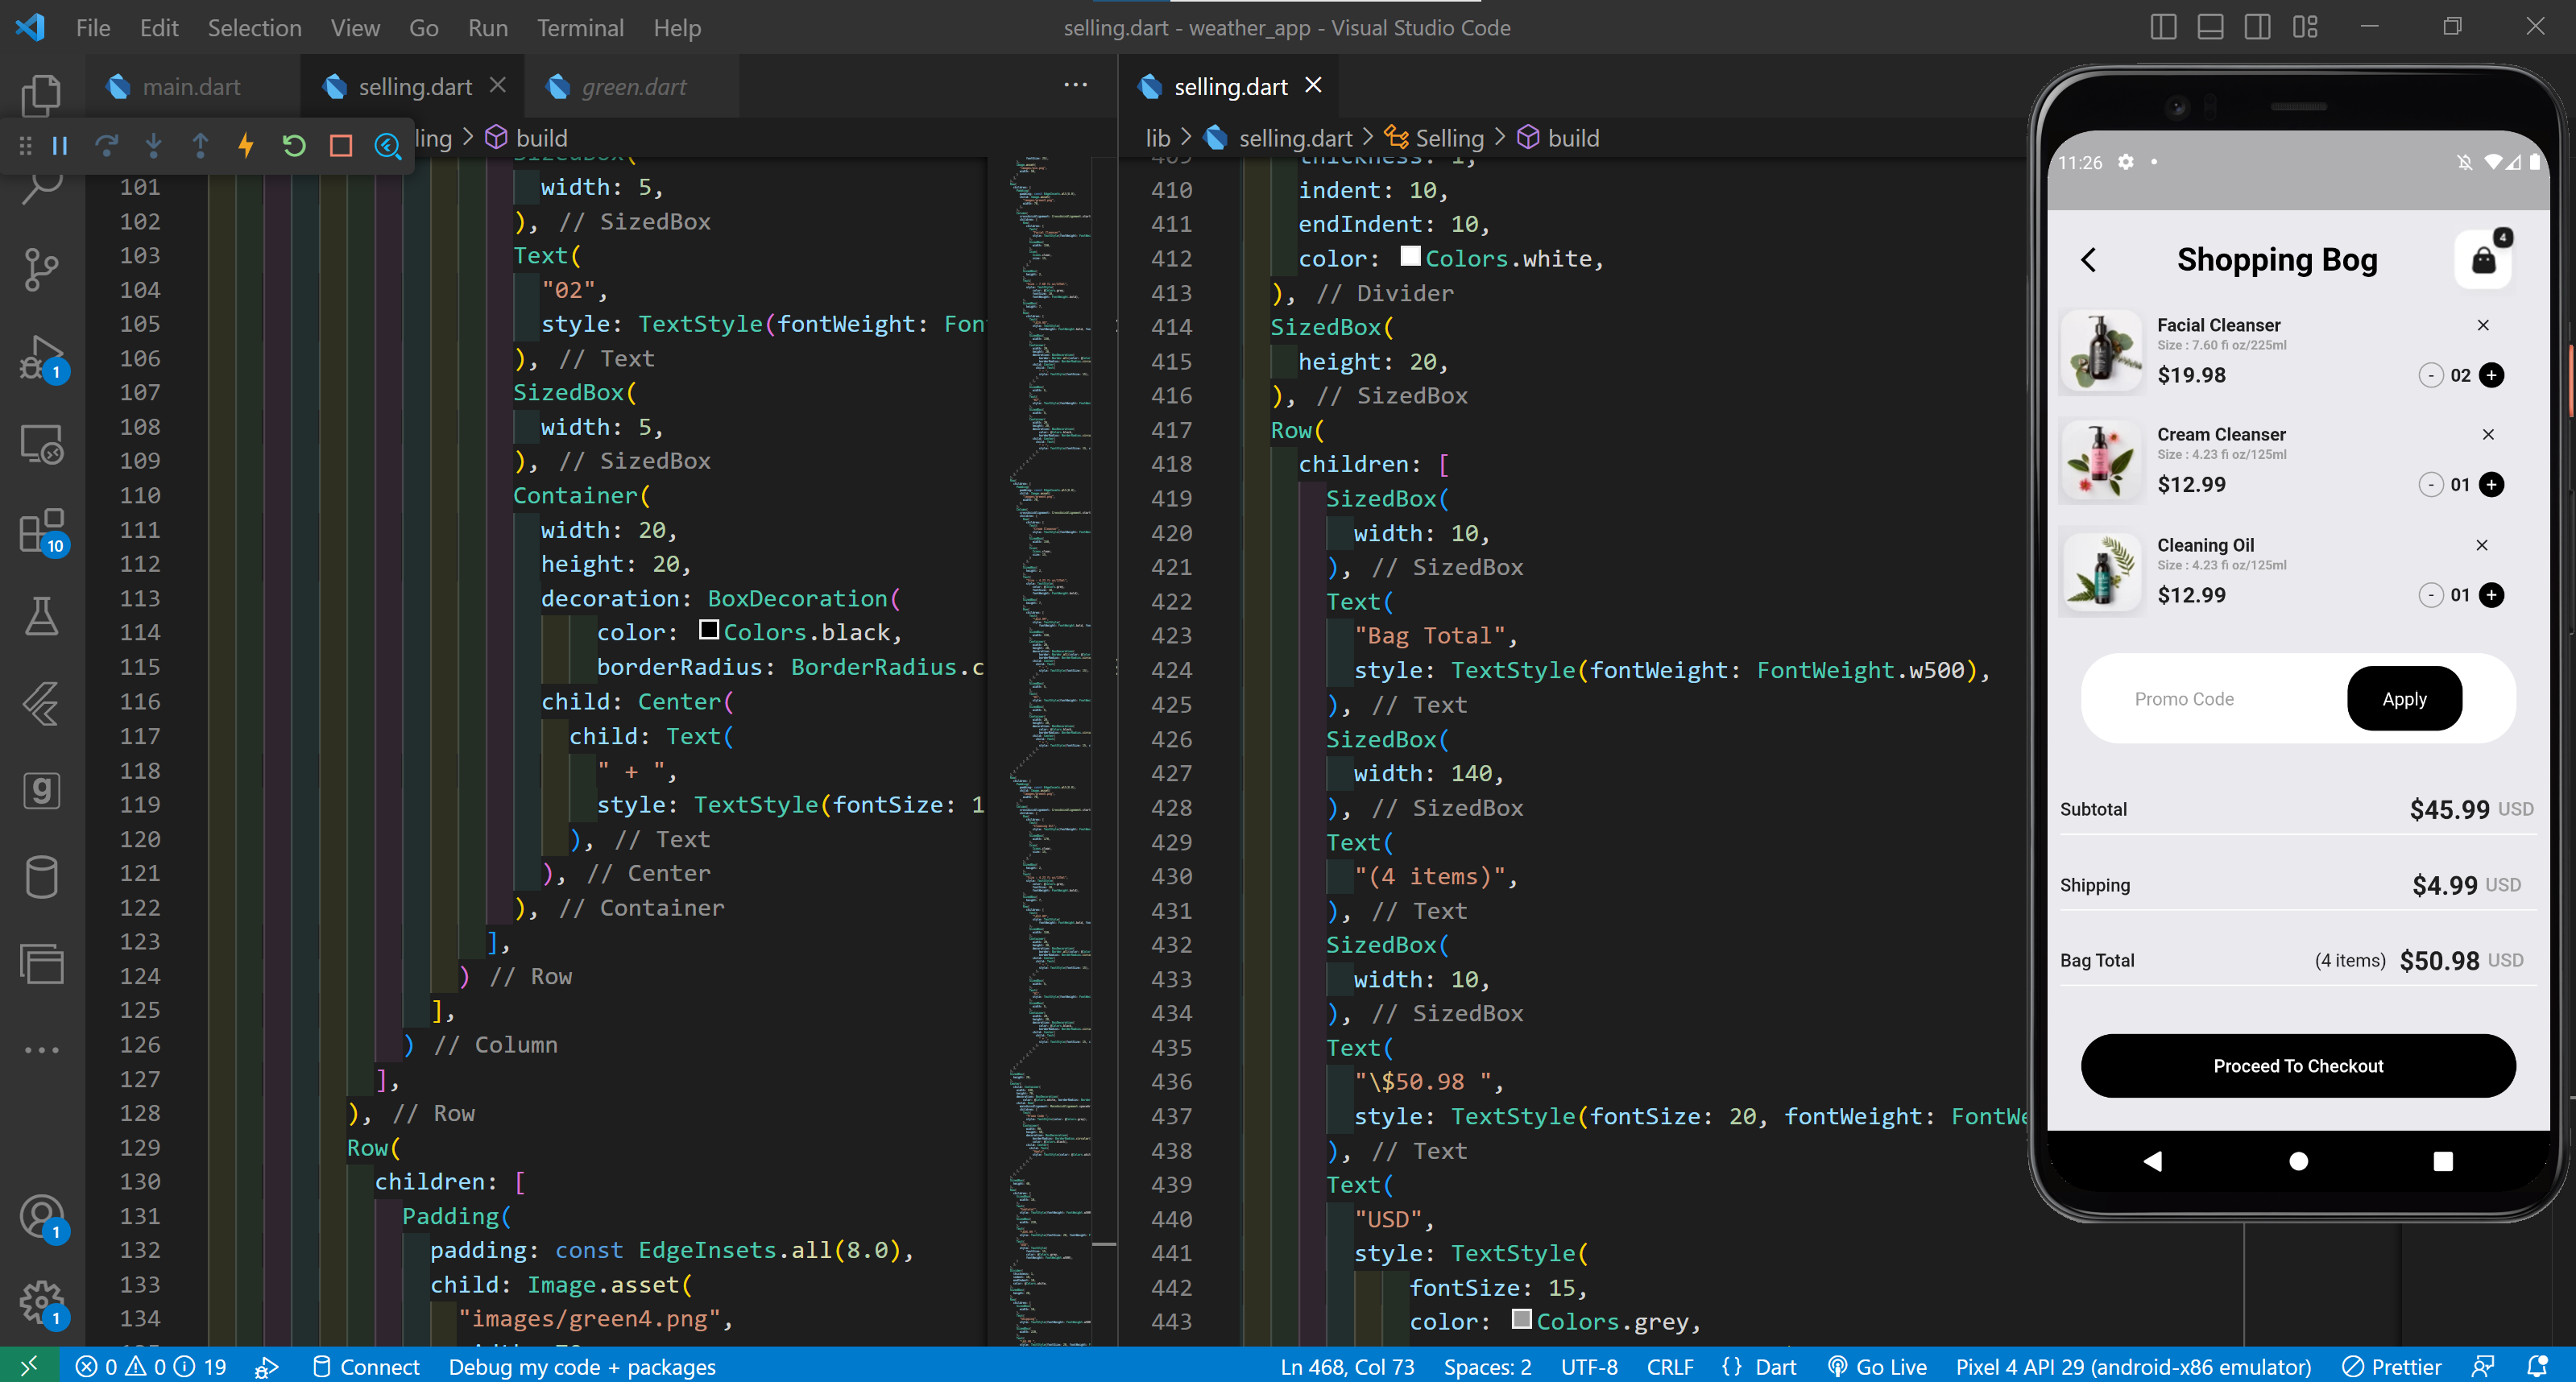 File Edit Selection View Go Run Terminal Help
selling.dart - weather_app - Visual Studio Code
main.dart
selling.dart
green.dart
build
101 width: 5,
102 ), // SizedBox
103 Text(
104 "02",
105 style: TextStyle(fontWeight: Fon
106 ), // Text
107 SizedBox(
108 width: 5,
109 ), // SizedBox
110 Container(
111 width: 20,
112 height: 20,
113 decoration: BoxDecoration(
114 color: Colors.black,
115 borderRadius: BorderRadius.c
116 child: Center(
117 child: Text(
118 " + ",
119 style: TextStyle(fontSize: 1
120 ), // Text
121 ), // Center
122 ), // Container
123 ],
124 ) // Row
125 ],
126 ) // Column
127 ],
128 ), // Row
129 Row(
130 children: [
131 Padding(
132 padding: const EdgeInsets.all(8.0),
133 child: Image.asset(
134 "images/green4.png",
selling.dart
lib > selling.dart > Selling > build
410 indent: 10,
411 endIndent: 10,
412 color: Colors.white,
413 ), // Divider
414 SizedBox(
415 height: 20,
416 ), // SizedBox
417 Row(
418 children: [
419 SizedBox(
420 width: 10,
421 ), // SizedBox
422 Text(
423 "Bag Total",
424 style: TextStyle(fontWeight: FontWeight.w500),
425 ), // Text
426 SizedBox(
427 width: 140,
428 ), // SizedBox
429 Text(
430 "(4 items)",
431 ), // Text
432 SizedBox(
433 width: 10,
434 ), // SizedBox
435 Text(
436 "\$50.98 ",
437 style: TextStyle(fontSize: 20, fontWeight: FontWe
438 ), // Text
439 Text(
440 "USD",
441 style: TextStyle(
442 fontSize: 15,
443 color: Colors.grey,
11:26
Shopping Bog
4
Facial Cleanser
Size : 7.60 fi oz/225ml
$19.98 - 02 +
Cream Cleanser
Size : 4.23 fi oz/125ml
$12.99 - 01 +
Cleaning Oil
Size : 4.23 fi oz/125ml
$12.99 - 01 +
Promo Code Apply
Subtotal $45.99 USD
Shipping $4.99 USD
Bag Total (4 items) $50.98 USD
Proceed To Checkout
1
10
g
1
1
0 0 19 Connect Debug my code + packages Ln 468, Col 73 Spaces: 2 UTF-8 CRLF {} Dart Go Live Pixel 4 API 29 (android-x86 emulator) Prettier